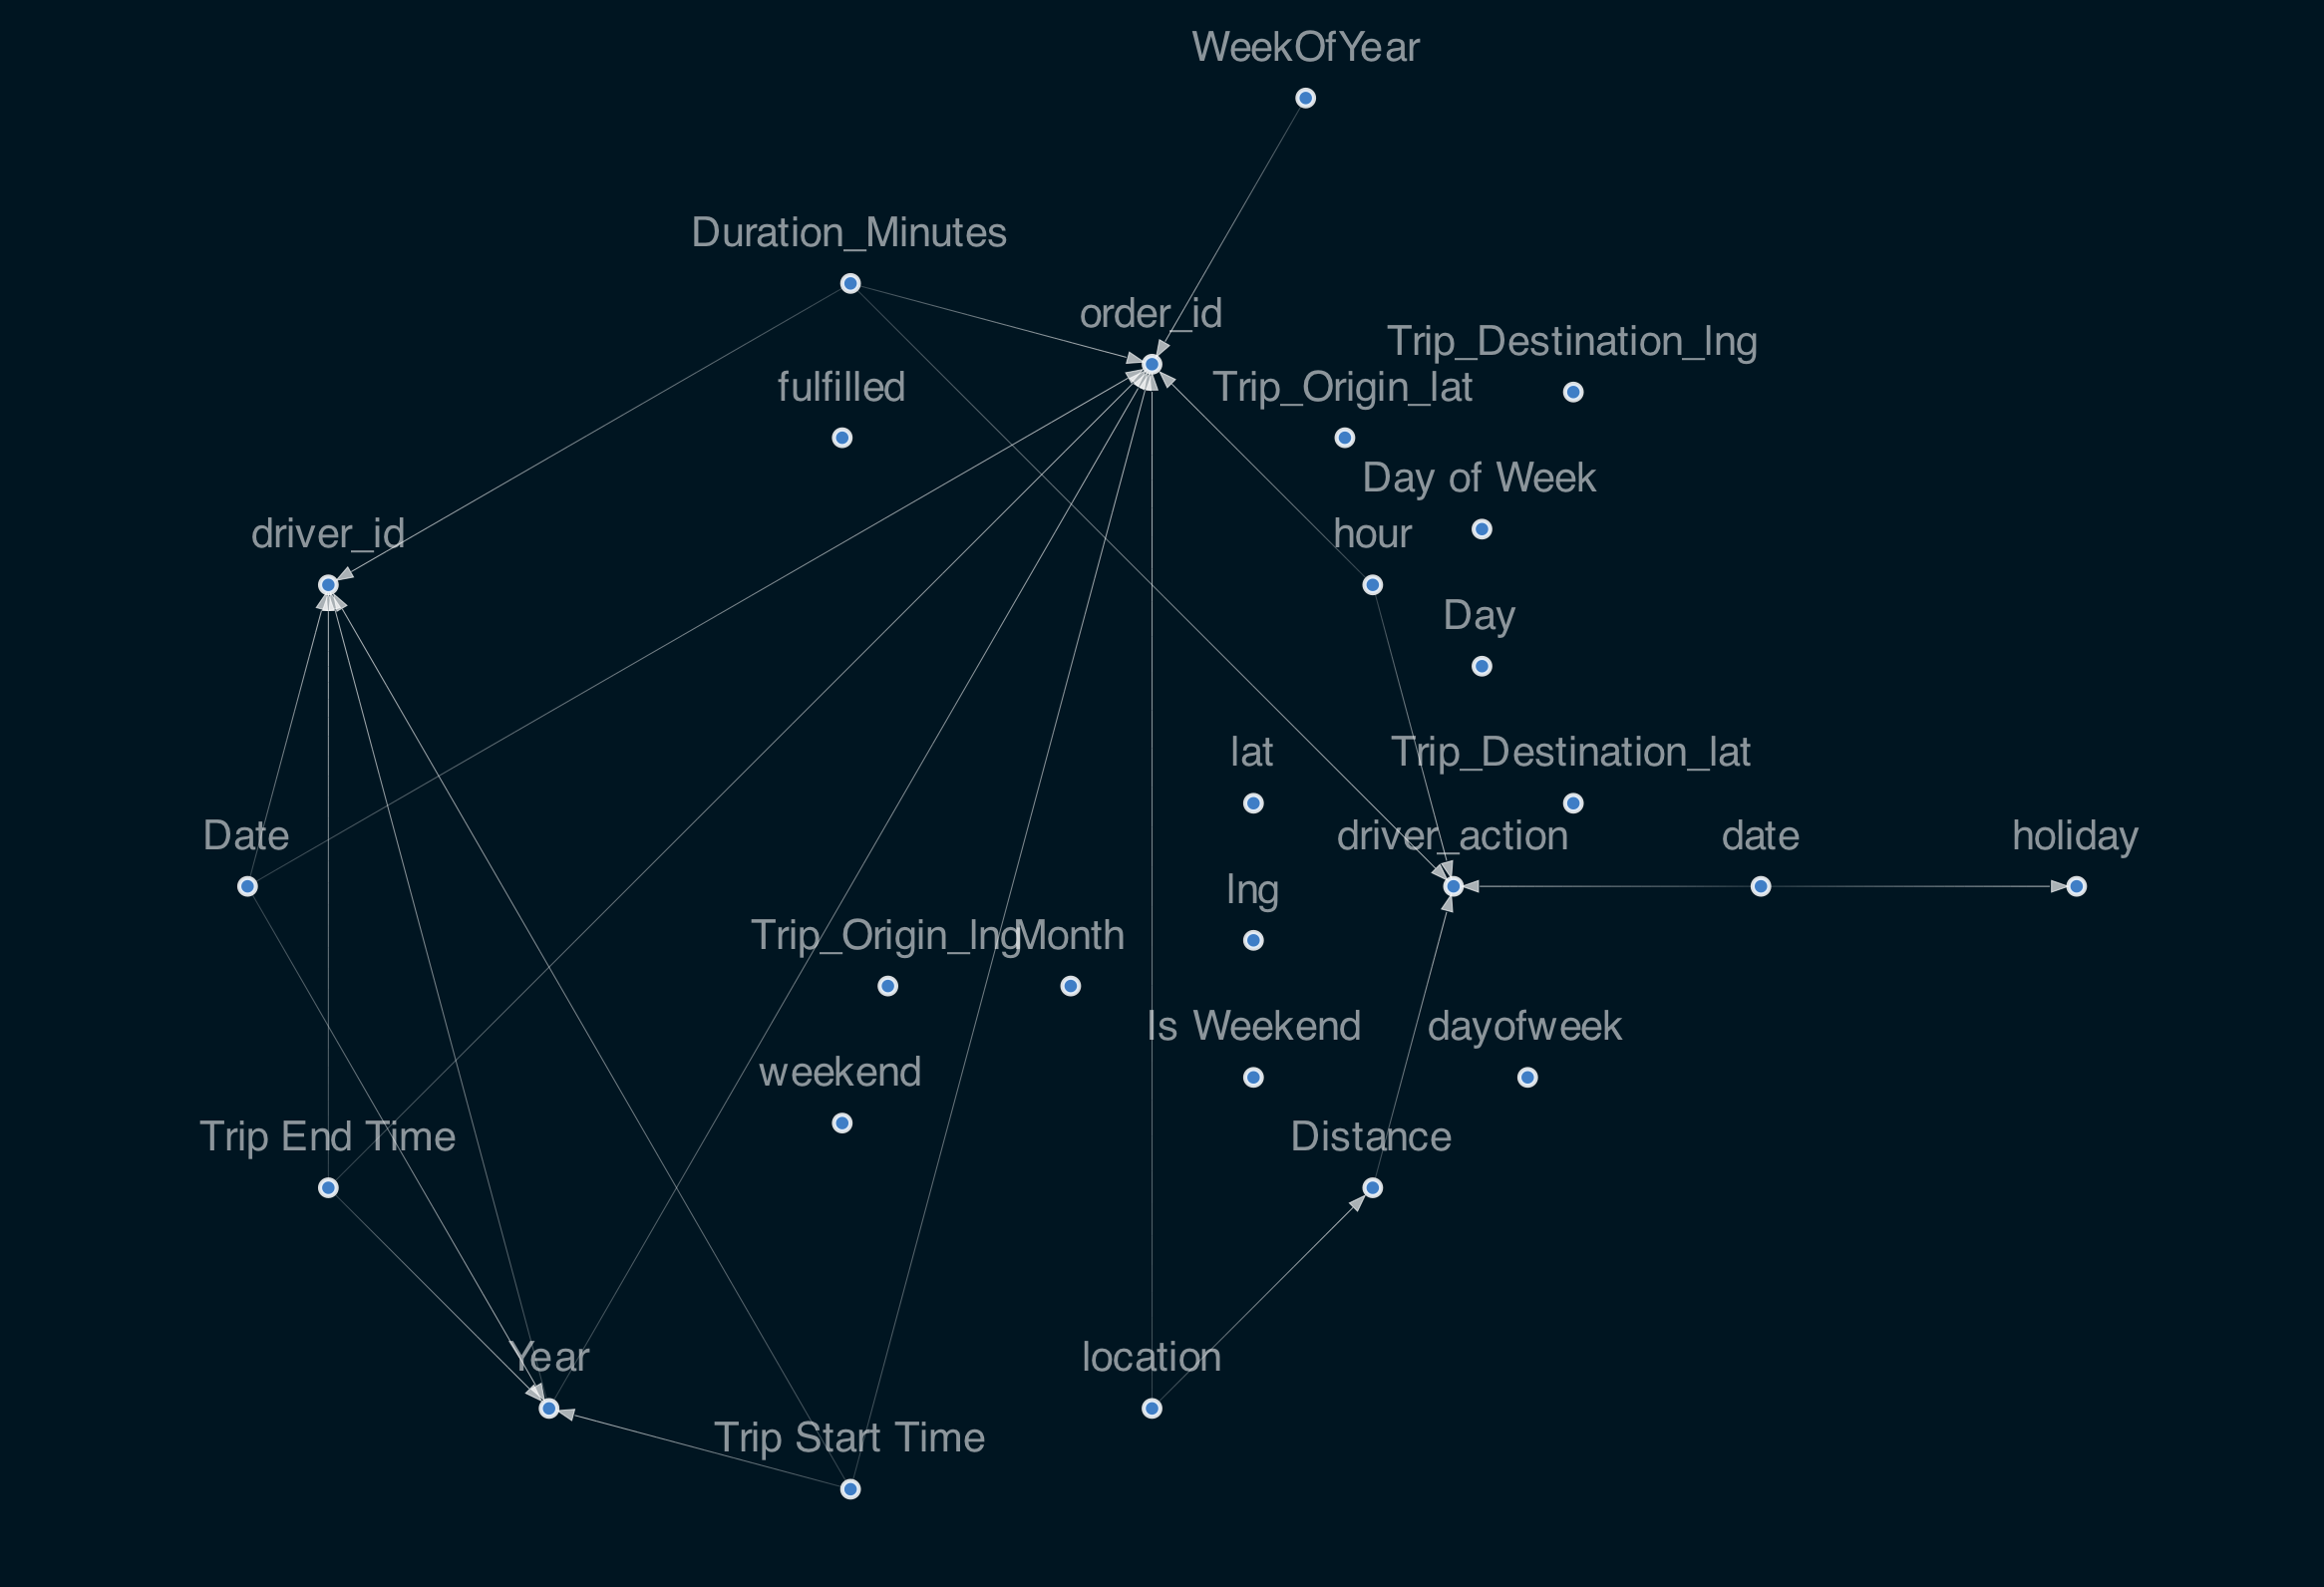 WeekOfYear
Duration_Minutes
order_id
Trip_Destination_lng
fulfilled
Trip_Origin_lat
Day of Week
driver_id
hour
Day
lat
Trip_Destination_lat
Date
driver_action
date
holiday
lng
Trip_Origin_lng
Month
Is Weekend
dayofweek
weekend
Trip End Time
Distance
Year
location
Trip Start Time